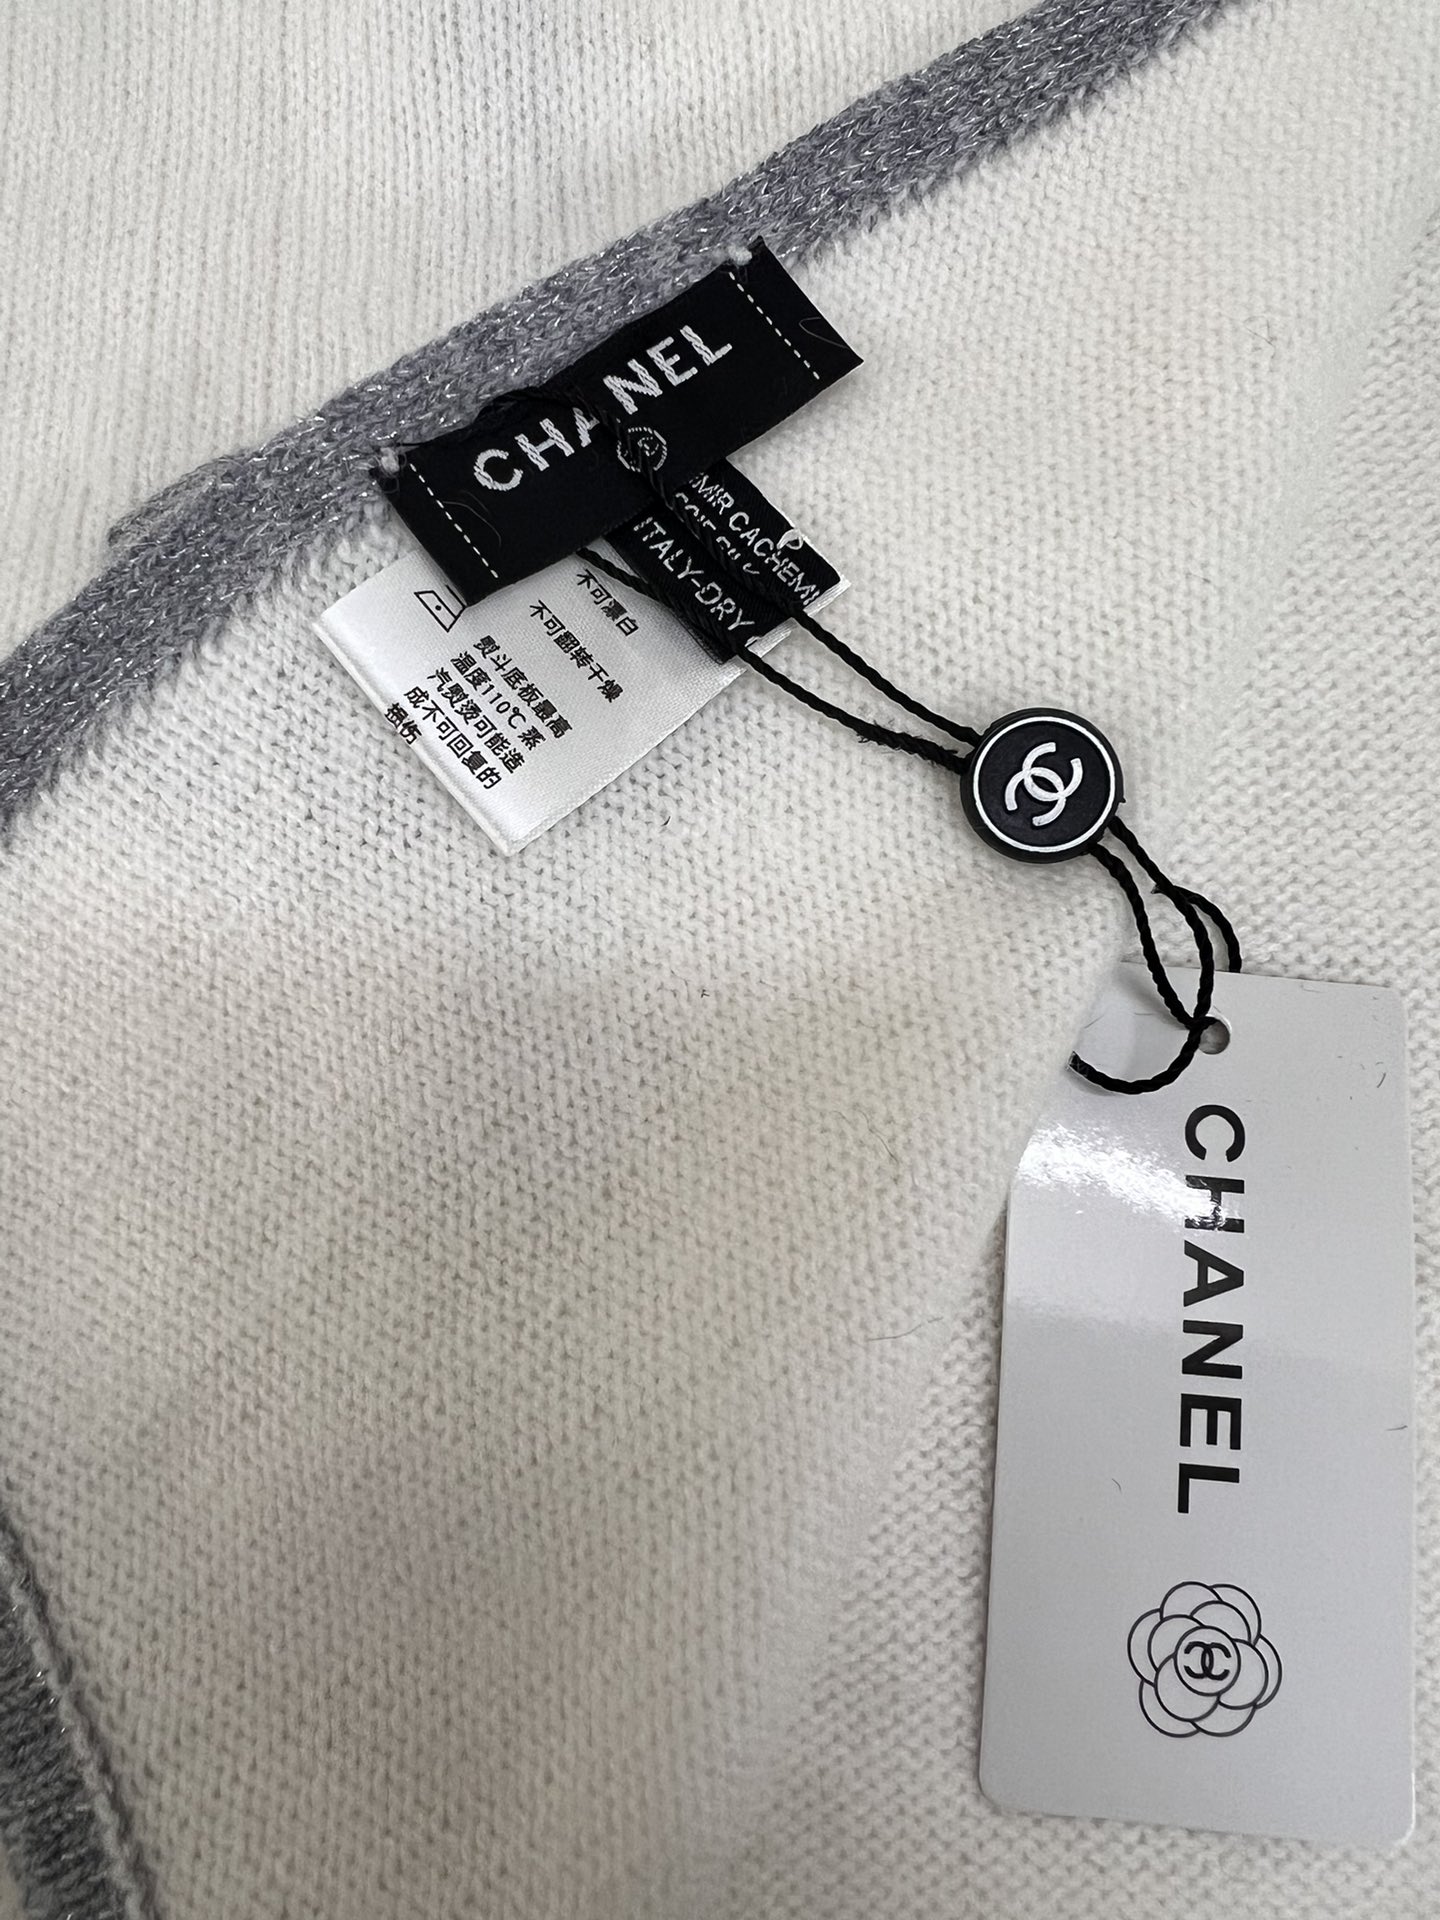 CHANEL
CACHEMI
ITALY-DRY
不可漂白
不可翻转干燥
熨斗底板最高
温度110℃ 蒸
汽熨烫可能造
成不可回复的
损伤
CHANEL